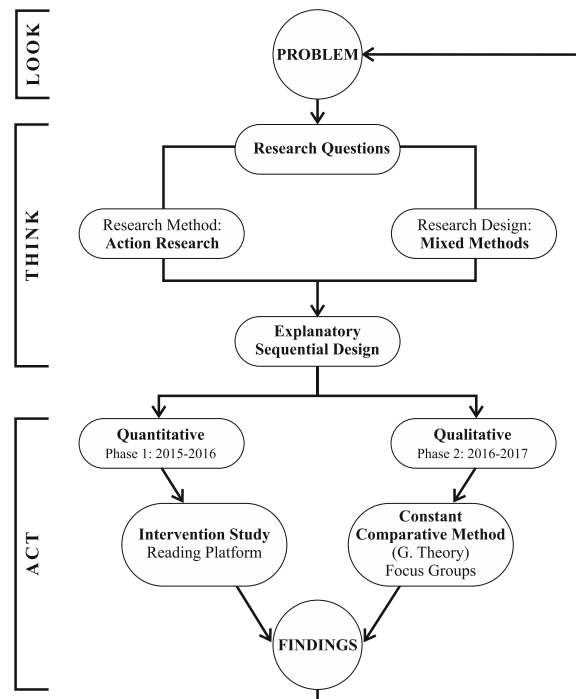 LOOK
PROBLEM
THINK
Research Questions
Research Method:
Action Research
Research Design:
Mixed Methods
Explanatory
Sequential Design
ACT
Quantitative
Phase 1: 2015-2016
Qualitative
Phase 2: 2016-2017
Intervention Study
Reading Platform
Constant
Comparative Method
(G. Theory)
Focus Groups
FINDINGS